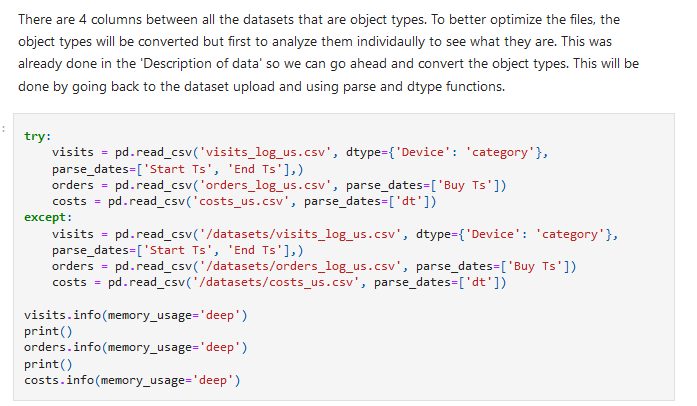 There are 4 columns between all the datasets that are object types. To better optimize the files, the
object types will be converted but first to analyze them individaully to see what they are. This was
already done in the 'Description of data' so we can go ahead and convert the object types. This will be
done by going back to the dataset upload and using parse and dtype functions.
:
try:
    visits = pd.read_csv('visits_log_us.csv', dtype={'Device': 'category'},
    parse_dates=['Start Ts', 'End Ts'],)
    orders = pd.read_csv('orders_log_us.csv', parse_dates=['Buy Ts'])
    costs = pd.read_csv('costs_us.csv', parse_dates=['dt'])
except:
    visits = pd.read_csv('/datasets/visits_log_us.csv', dtype={'Device': 'category'},
    parse_dates=['Start Ts', 'End Ts'],)
    orders = pd.read_csv('/datasets/orders_log_us.csv', parse_dates=['Buy Ts'])
    costs = pd.read_csv('/datasets/costs_us.csv', parse_dates=['dt'])

visits.info(memory_usage='deep')
print()
orders.info(memory_usage='deep')
print()
costs.info(memory_usage='deep')